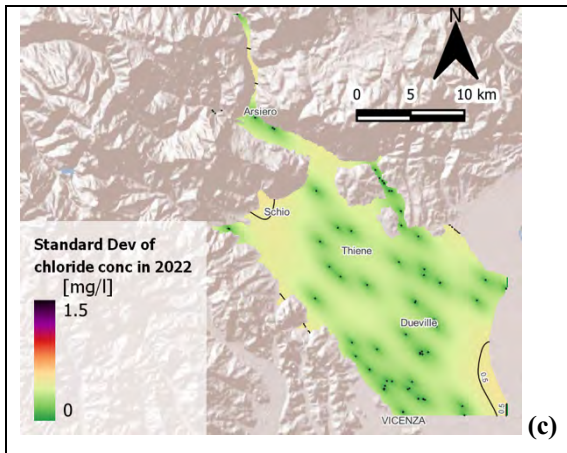 N
0 5 10 km
Arsiero
Schio
Thiene
Standard Dev of
chloride conc in 2022
[mg/l]
1.5
0
Dueville
0.5
0.5
VICENZA
(c)